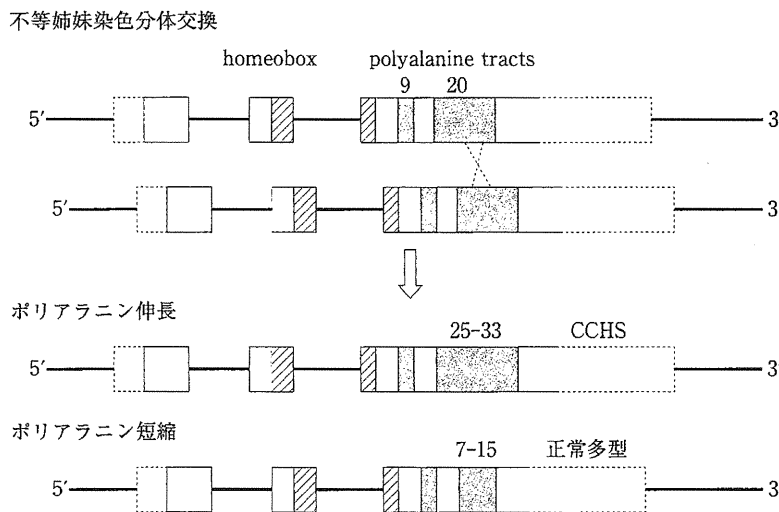 不等姉妹染色分体交換
homeobox polyalanine tracts
9 20
5′ 3
5′ 3
ポリアラニン伸長
25-33 CCHS
5′ 3
ポリアラニン短縮
7-15 正常多型
5′ 3